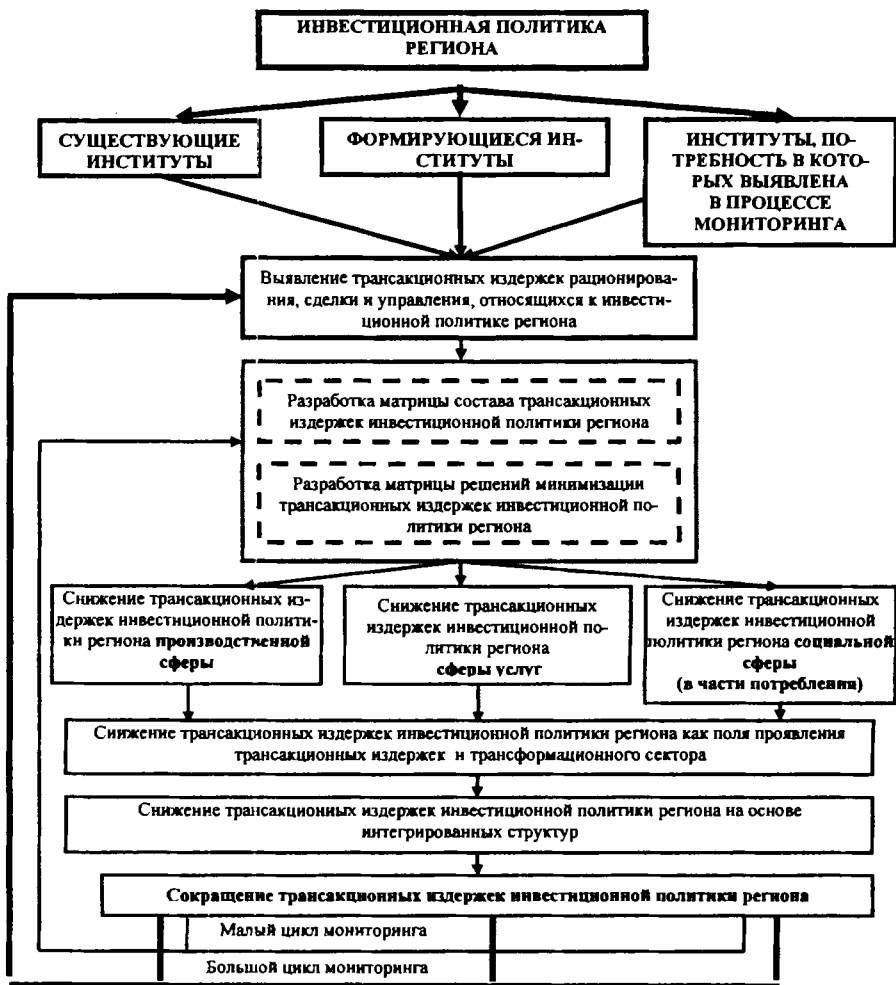 ИНВЕСТИЦИОННАЯ ПОЛИТИКА
РЕГИОНА
СУЩЕСТВУЮЩИЕ
ИНСТИТУТЫ
ФОРМИРУЮЩИЕСЯ ИН-
СТИТУТЫ
ИНСТИТУТЫ, ПО-
ТРЕБНОСТЬ В КОТО-
РЫХ ВЫЯВЛЕНА
В ПРОЦЕССЕ
МОНИТОРИНГА
Выявление трансакционных издержек рационирова-
ния, сделки и управления, относящихся к инвести-
ционной политике региона
Разработка матрицы состава трансакционных
издержек инвестиционной политики региона
Разработка матрицы решений минимизации
трансакционных издержек инвестиционной по-
литики региона
Снижение трансакционных из-
держек инвестиционной полити-
ки региона производственной
сферы
Снижение трансакционных
издержек инвестиционной по-
литики региона
сферы услуг
Снижение трансакционных
издержек инвестиционной
политики региона социальной
сферы
(в части потребления)
Снижение трансакционных издержек инвестиционной политики региона как поля проявления
трансакционных издержек и трансформационного сектора
Снижение трансакционных издержек инвестиционной политики региона на основе
интегрированных структур
Сокращение трансакционных издержек инвестиционной политики региона
Малый цикл мониторинга
Большой цикл мониторинга